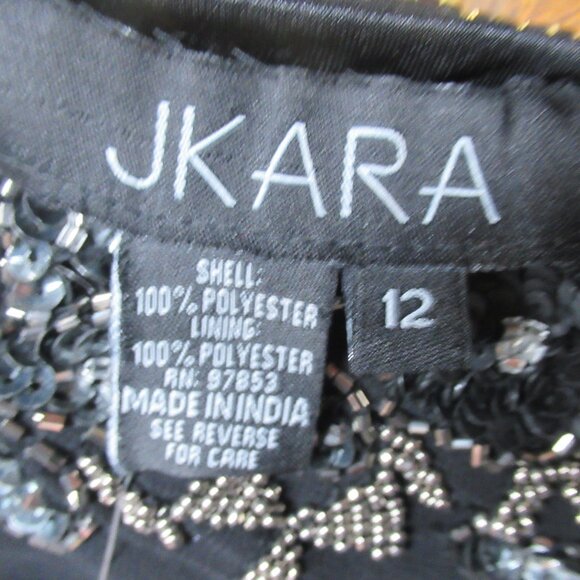 JKARA
SHELL:
100% POLYESTER
LINING:
100% POLYESTER
RN: 97853
MADE IN INDIA
SEE REVERSE
FOR CARE
12